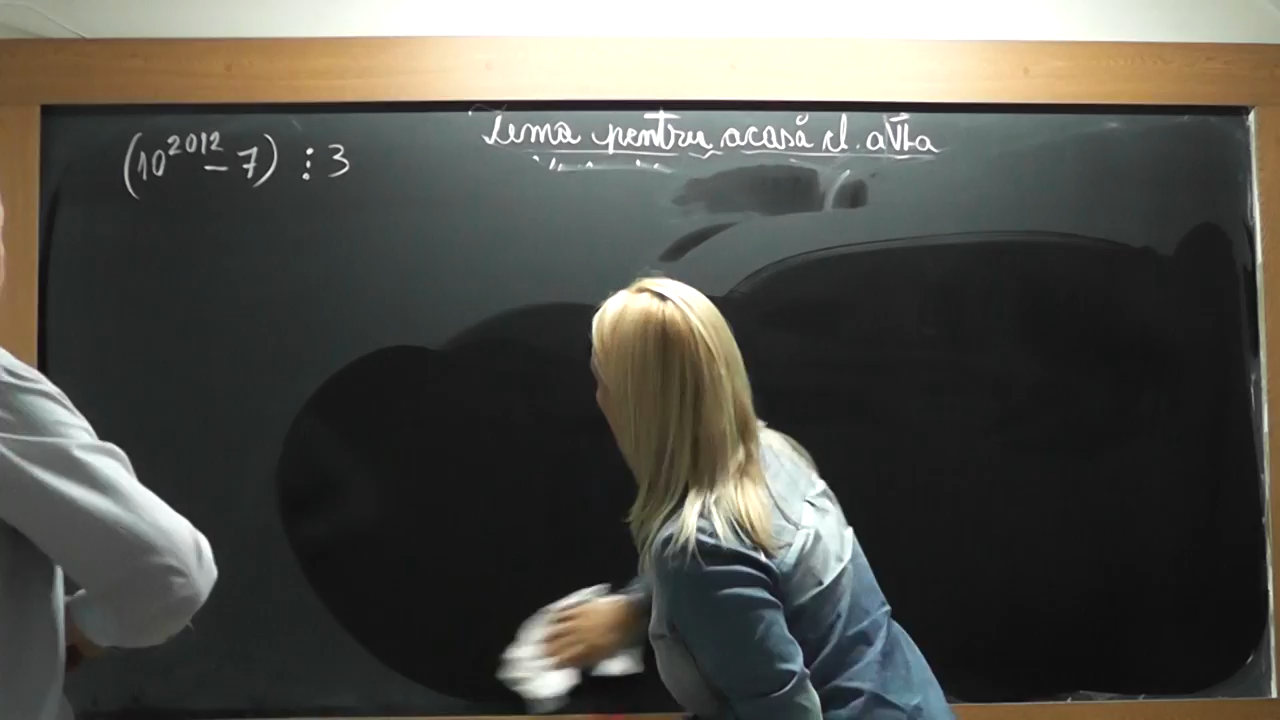 Tema pentru acasă cl. a VI-a
(10²⁰¹² - 7) ⋮ 3